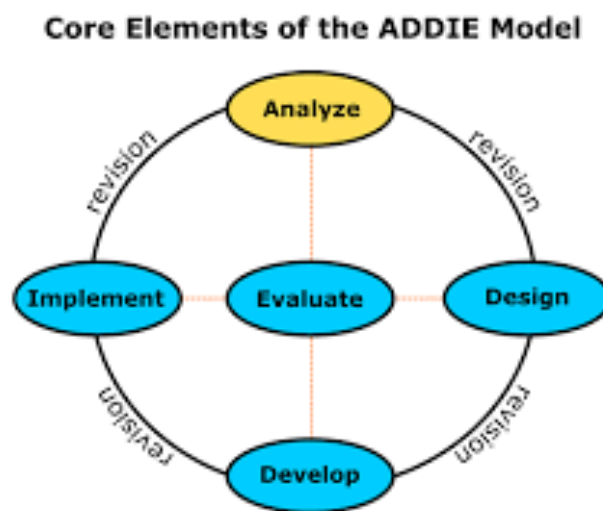 Core Elements of the ADDIE Model
Analyze
revision
revision
Implement
Evaluate
Design
revision
revision
Develop